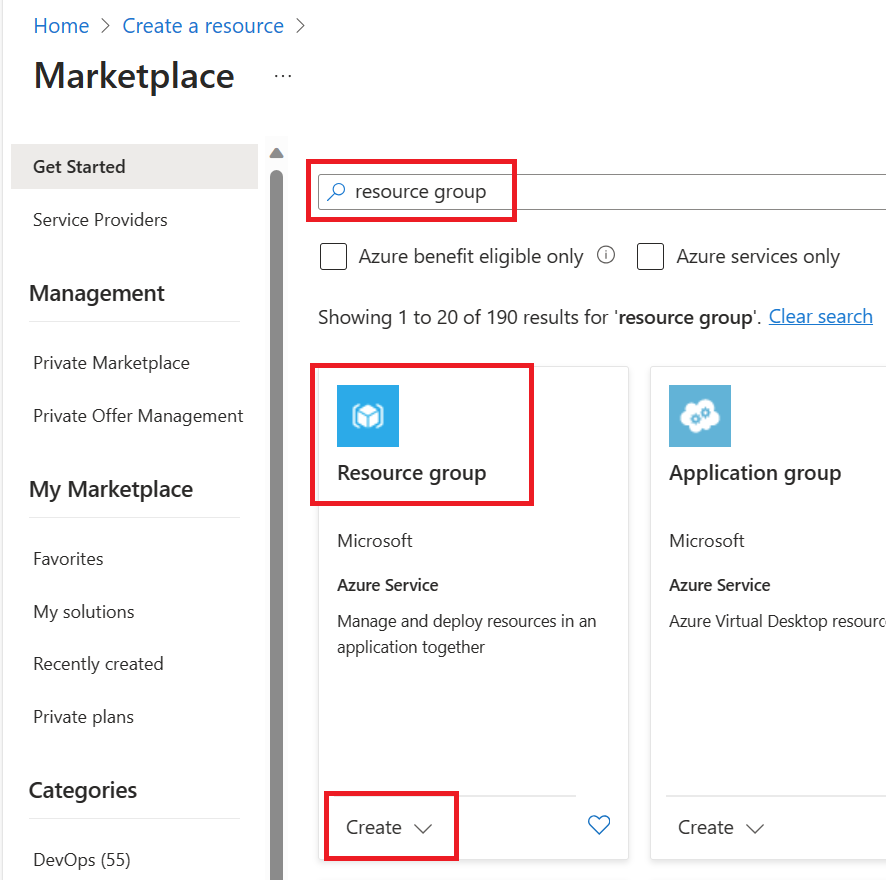 Home > Create a resource >
Marketplace ...
Get Started
Service Providers
Management
Private Marketplace
Private Offer Management
My Marketplace
Favorites
My solutions
Recently created
Private plans
Categories
DevOps (55)
resource group
Azure benefit eligible only
Azure services only
Showing 1 to 20 of 190 results for 'resource group'. Clear search
Resource group
Microsoft
Azure Service
Manage and deploy resources in an
application together
Create
Application group
Microsoft
Azure Service
Azure Virtual Desktop resourc
Create